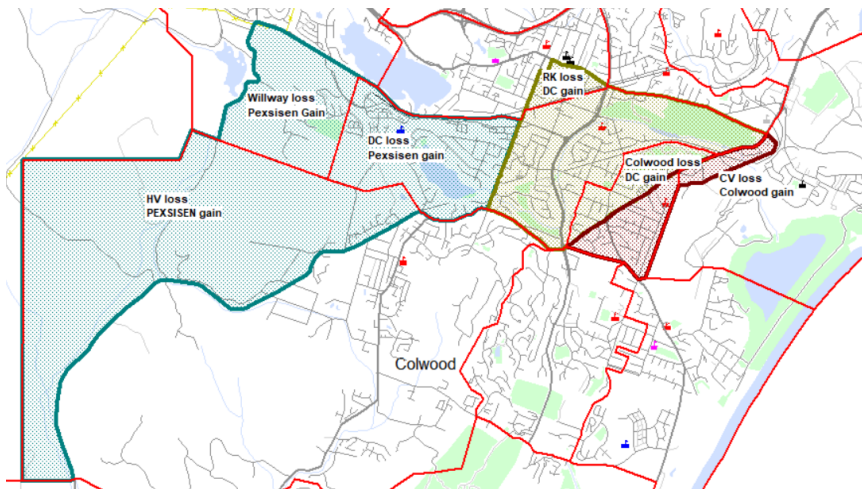 RK loss
DC gain
Willway loss
Pexsisen Gain
DC loss
Pexsisen gain
Colwood loss
DC gain
CV loss
Colwood gain
HV loss
PEXSISEN gain
Colwood